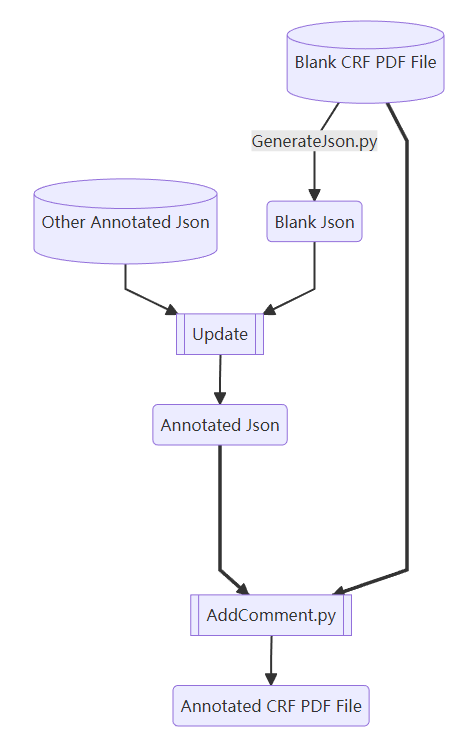 Blank CRF PDF File
GenerateJson.py
Other Annotated Json
Blank Json
Update
Annotated Json
AddComment.py
Annotated CRF PDF File